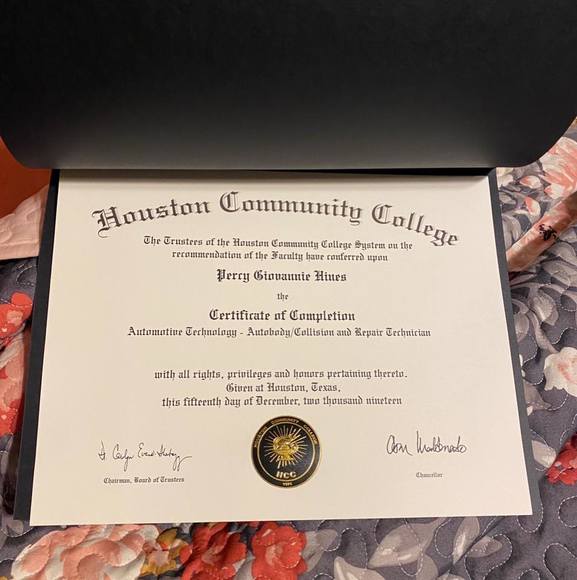 Houston Community College
The Trustees of the Houston Community College System on the
recommendation of the Faculty have conferred upon
Percy Giovannie Hines
the
Certificate of Completion
Automotive Technology - Autobody/Collision and Repair Technician
with all rights, privileges and honors pertaining thereto.
Given at Houston, Texas,
this fifteenth day of December, two thousand nineteen
HCC
Chairman, Board of Trustees
Chancellor